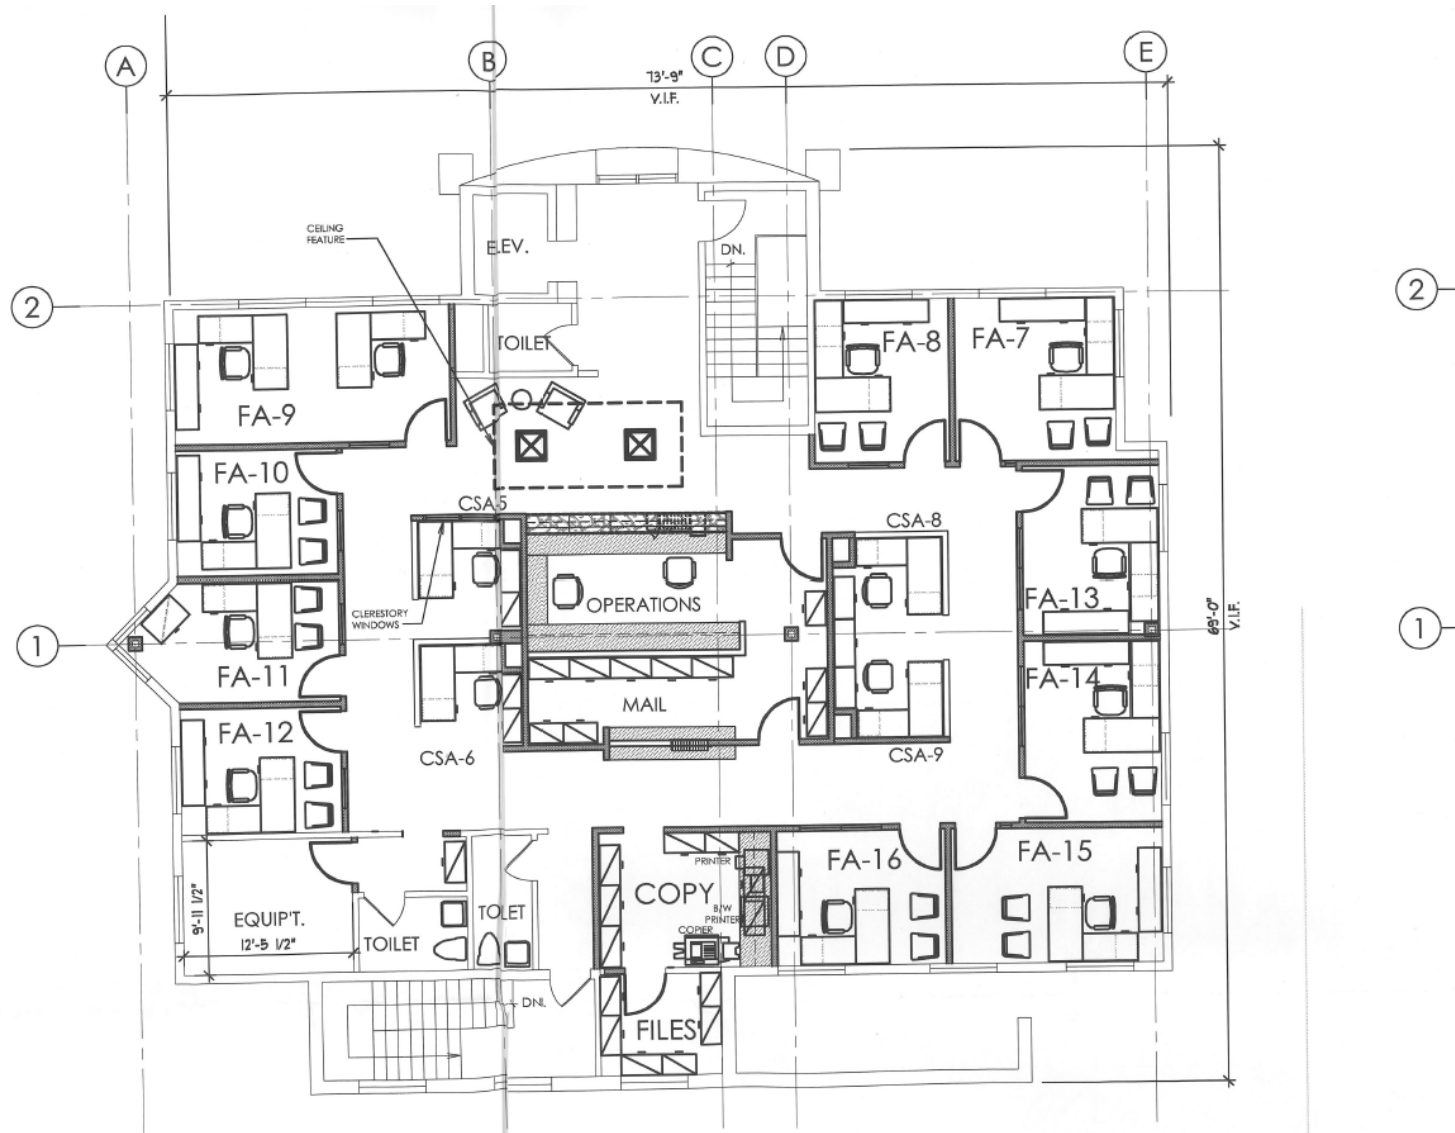 A
B
C
D
E
73'-9"
V.I.F.
CEILING
FEATURE
ELEV.
DN.
2
2
TOILET
FA-8
FA-7
FA-9
FA-10
CSA-5
CSA-8
CLERESTORY
WINDOWS
OPERATIONS
FA-13
69'-0"
V.I.F.
1
1
FA-11
FA-14
MAIL
FA-12
CSA-6
CSA-9
PRINTER
FA-16
FA-15
COPY
9'-11 1/2"
EQUIP'T.
12'-5 1/2"
TOILET
TOLET
B/W
PRINTER
COPIER
DN.
FILES